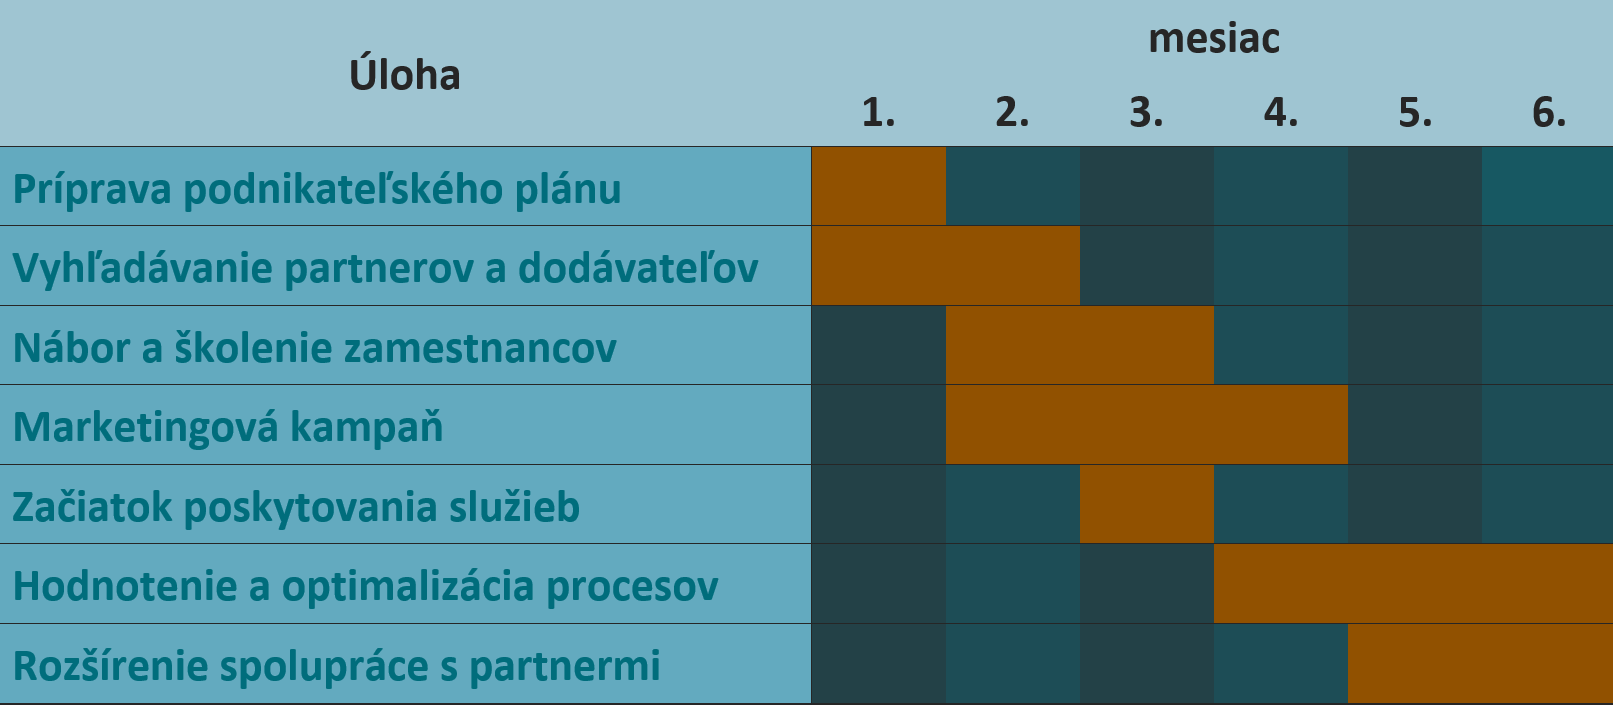 Úloha
mesiac
1. 2. 3. 4. 5. 6.
Príprava podnikateľského plánu
Vyhľadávanie partnerov a dodávateľov
Nábor a školenie zamestnancov
Marketingová kampaň
Začiatok poskytovania služieb
Hodnotenie a optimalizácia procesov
Rozšírenie spolupráce s partnermi